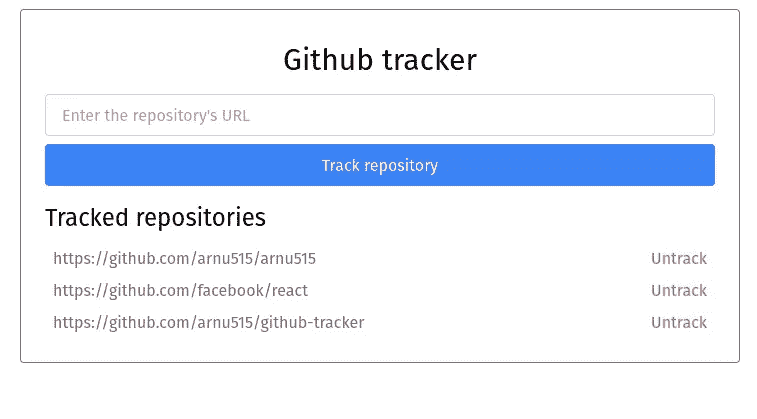 Github tracker
Enter the repository's URL
Track repository
Tracked repositories
https://github.com/arnu515/arnu515 Untrack
https://github.com/facebook/react Untrack
https://github.com/arnu515/github-tracker Untrack